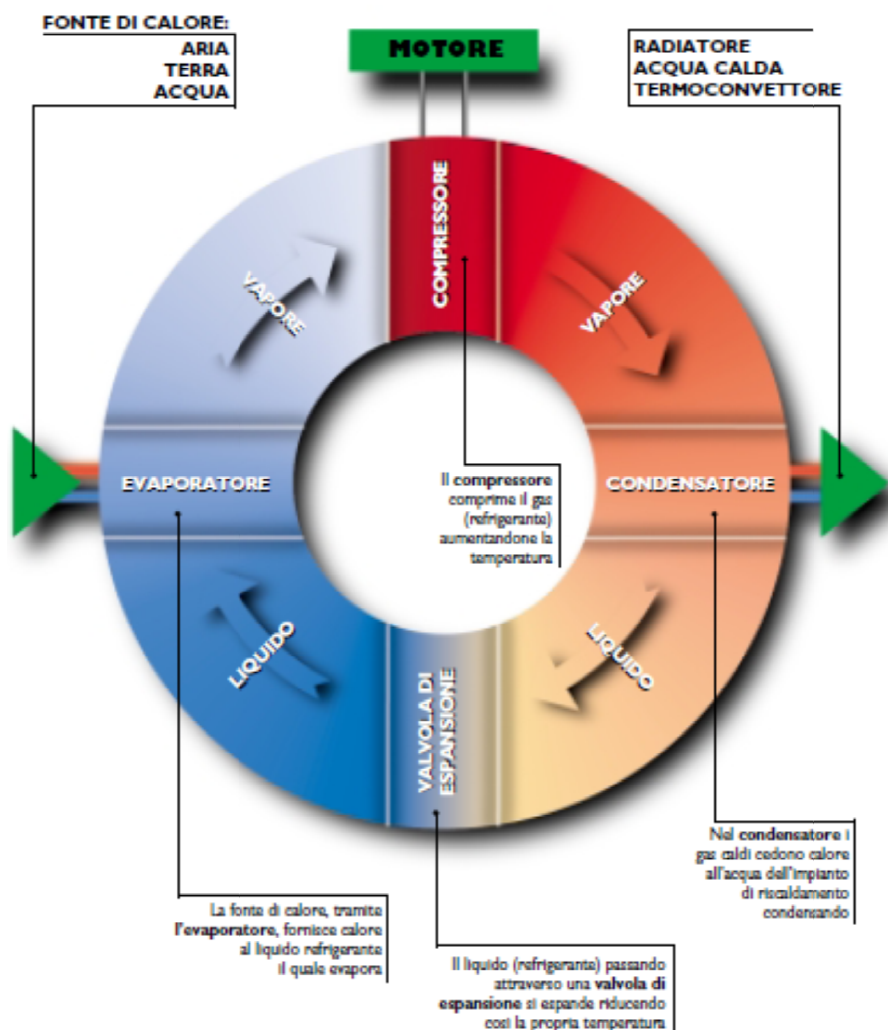 FONTE DI CALORE:
ARIA
TERRA
ACQUA
MOTORE
RADIATORE
ACQUA CALDA
TERMOCONVETTORE
COMPRESSORE
VAPORE
VAPORE
EVAPORATORE
Il compressore
comprime il gas
(refrigerante)
aumentandone la
temperatura
CONDENSATORE
LIQUIDO
LIQUIDO
VALVOLA DI
ESPANSIONE
Nel condensatore i
gas caldi cedono calore
all'acqua dell'impianto
di riscaldamento
condensando
La fonte di calore, tramite
l'evaporatore, fornisce calore
al liquido refrigerante
il quale evapora
Il liquido (refrigerante) passando
attraverso una valvola di
espansione si espande riducendo
così la propria temperatura